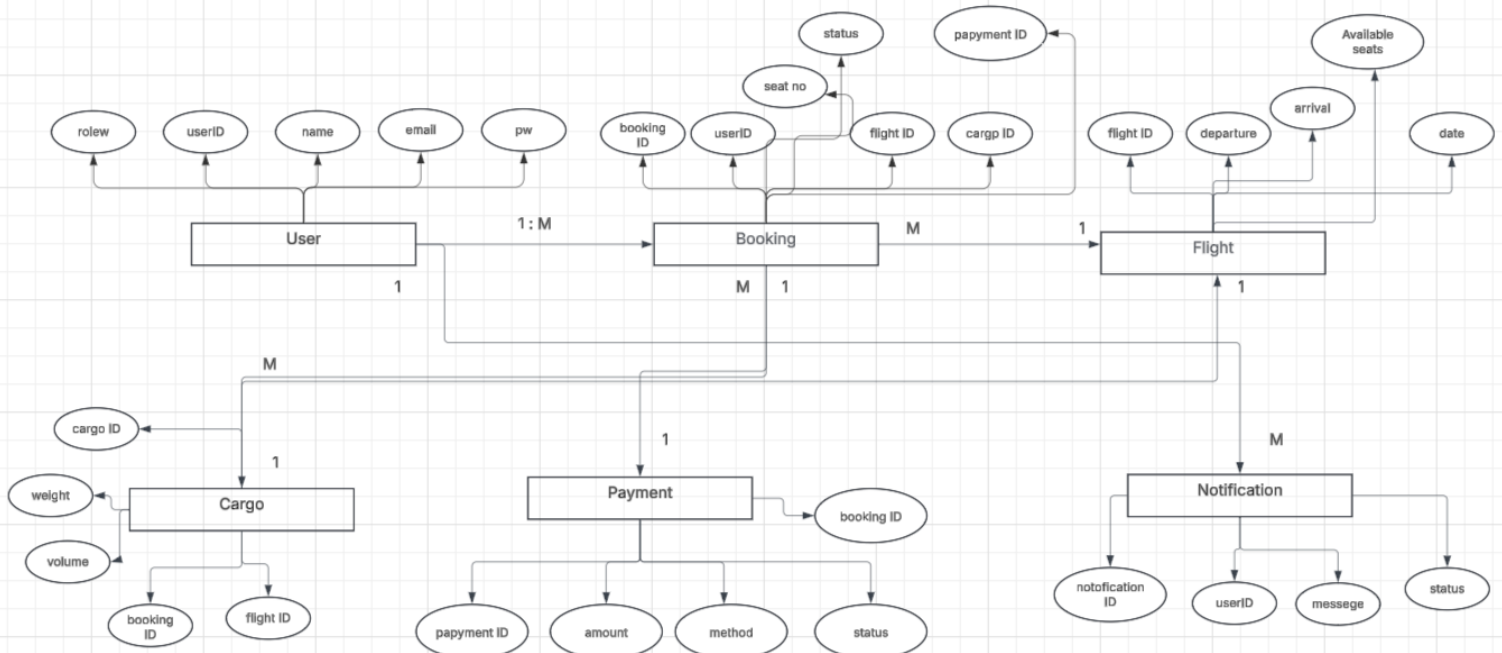 status
papyment ID
Available
seats
seat no
arrival
rolew
userID
name
email
pw
booking
ID
userID
flight ID
cargp ID
flight ID
departure
date
1 : M
User
Booking
M
1
Flight
1
M
1
1
M
cargo ID
1
1
M
weight
Cargo
Payment
booking ID
Notification
volume
booking
ID
flight ID
papyment ID
amount
method
status
notofication
ID
userID
messege
status